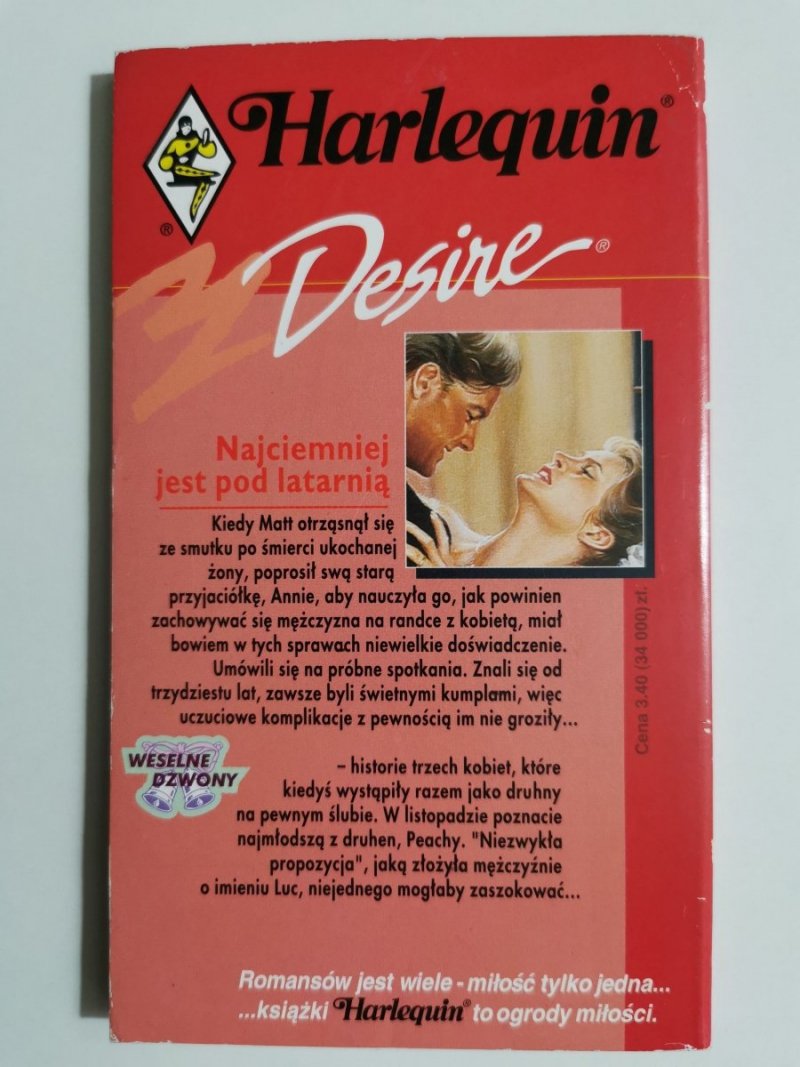 Harlequin®
®
Desire®
Najciemniej
jest pod latarnią
Kiedy Matt otrząsnął się
ze smutku po śmierci ukochanej
żony, poprosił swą starą
przyjaciółkę, Annie, aby nauczyła go, jak powinien
zachowywać się mężczyzna na randce z kobietą, miał
bowiem w tych sprawach niewielkie doświadczenie.
Umówili się na próbne spotkania. Znali się od
trzydziestu lat, zawsze byli świetnymi kumplami, więc
uczuciowe komplikacje z pewnością im nie groziły...
Cena 3.40 (34 000) zł.
WESELNE
DZWONY
– historie trzech kobiet, które
kiedyś wystąpiły razem jako druhny
na pewnym ślubie. W listopadzie poznacie
najmłodszą z druhen, Peachy. "Niezwykła
propozycja", jaką złożyła mężczyźnie
o imieniu Luc, niejednego mogłaby zaszokować...
Romansów jest wiele - miłość tylko jedna...
...książki Harlequin® to ogrody miłości.